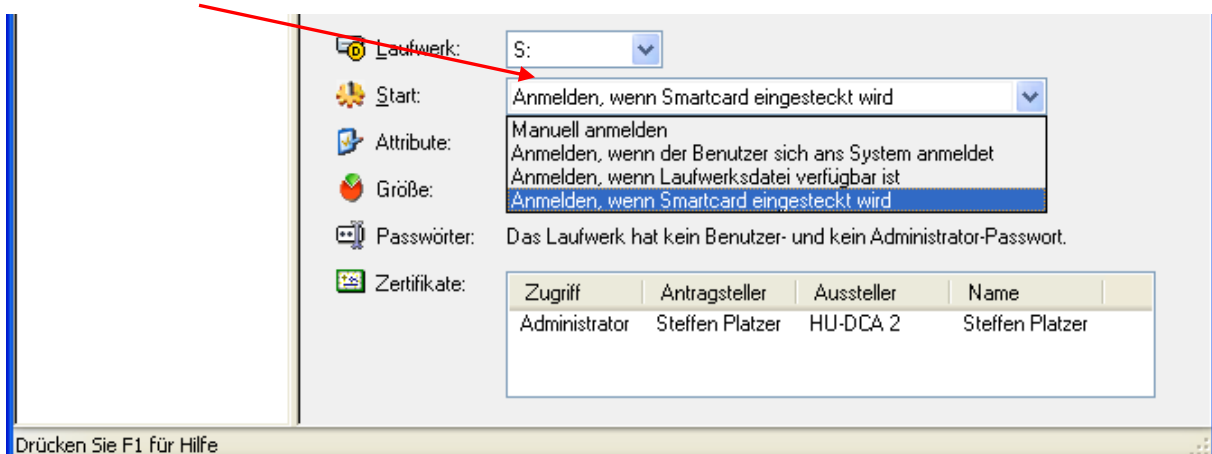 Laufwerk: S:
Start: Anmelden, wenn Smartcard eingesteckt wird
Manuell anmelden
Attribute: Anmelden, wenn der Benutzer sich ans System anmeldet
Anmelden, wenn Laufwerksdatei verfügbar ist
Größe: Anmelden, wenn Smartcard eingesteckt wird
Passwörter: Das Laufwerk hat kein Benutzer- und kein Administrator-Passwort.
Zertifikate:
Zugriff Antragsteller Aussteller Name
Administrator Steffen Platzer HU-DCA 2 Steffen Platzer
Drücken Sie F1 für Hilfe